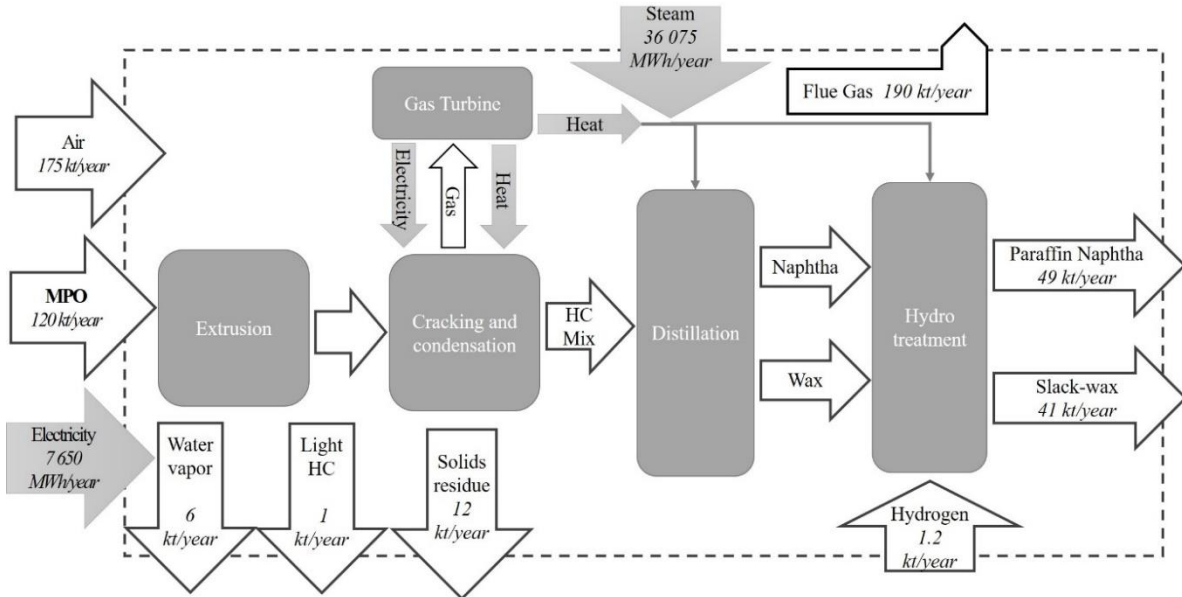 Steam
36 075
MWh/year
Flue Gas 190 kt/year
Gas Turbine
Heat
Air
175 kt/year
Electricity
Gas
Heat
MPO
120 kt/year
Extrusion
Cracking and
condensation
HC
Mix
Distillation
Naphtha
Wax
Hydro
treatment
Paraffin Naphtha
49 kt/year
Slack-wax
41 kt/year
Electricity
7 650
MWh/year
Water
vapor
6
kt/year
Light
HC
1
kt/year
Solids
residue
12
kt/year
Hydrogen
1.2
kt/year